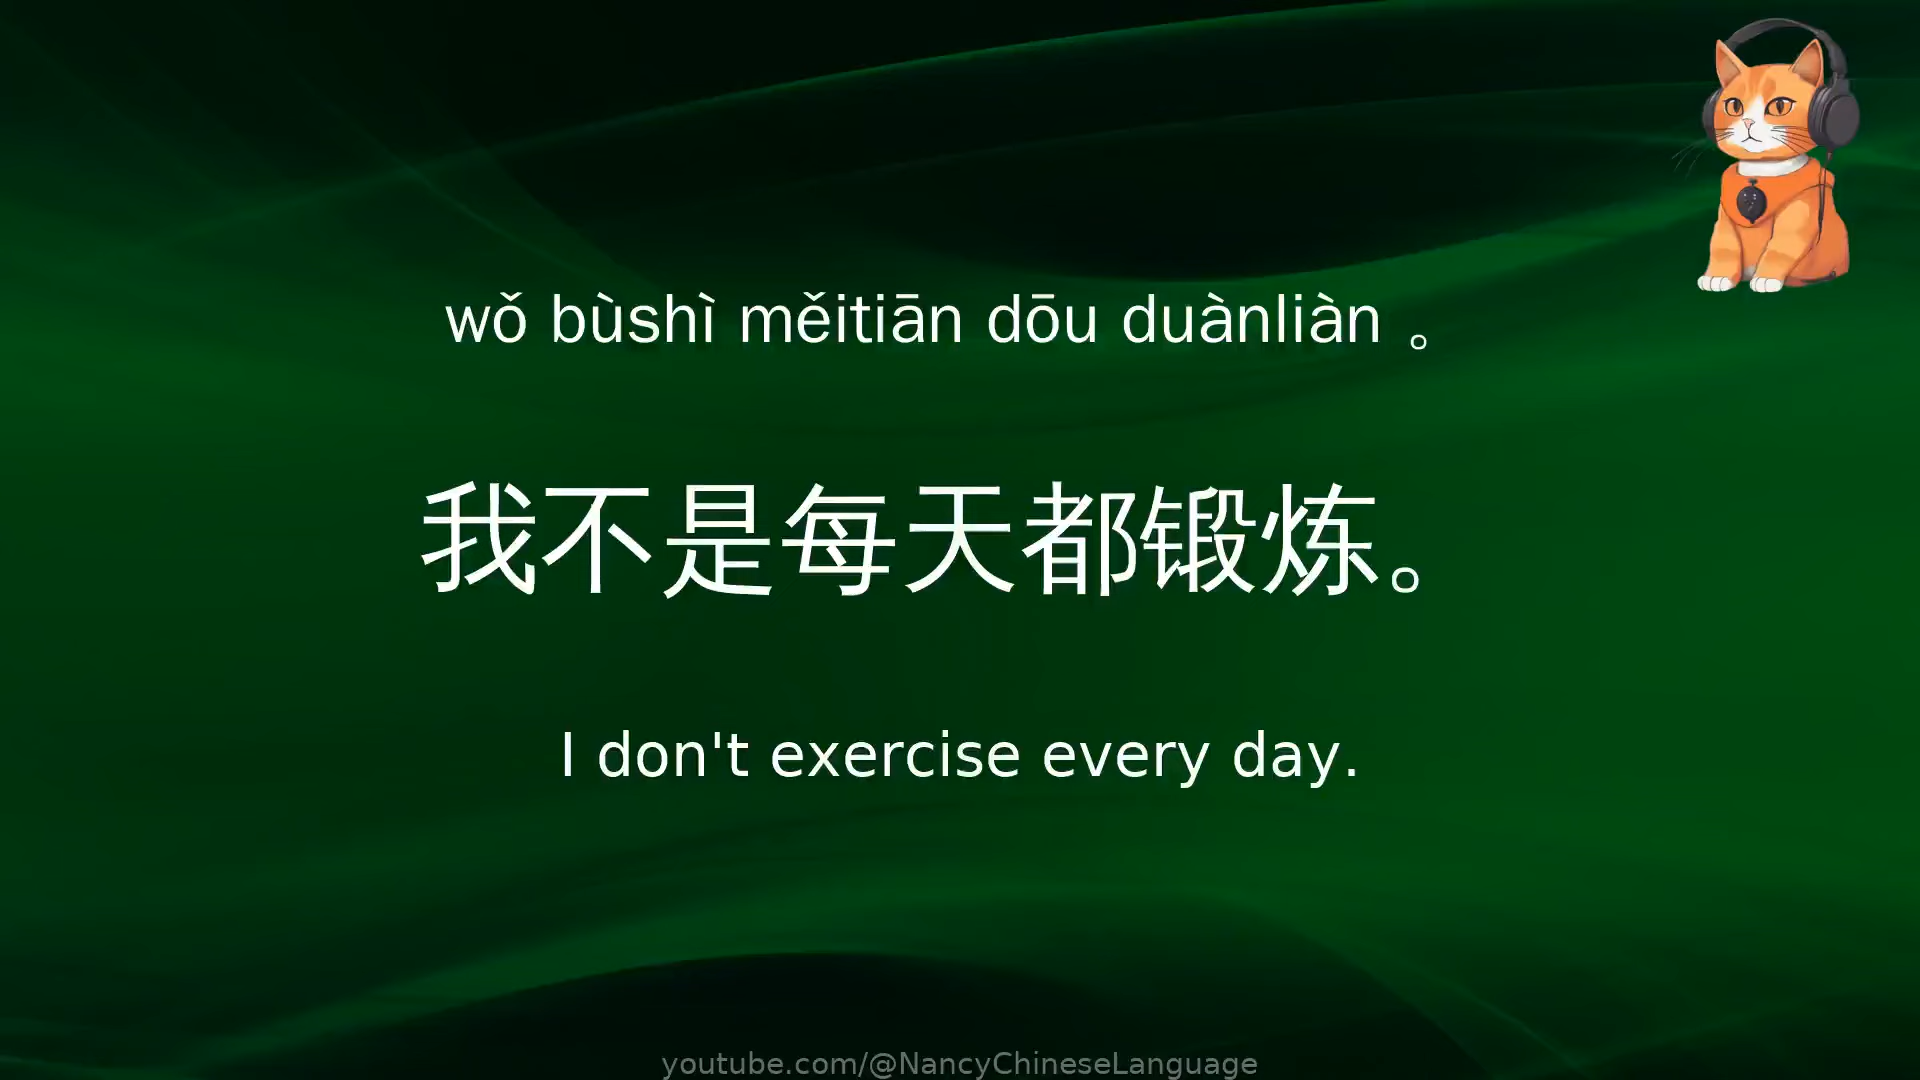 wǒ bùshì měitiān dōu duànliàn 。
我不是每天都锻炼。
I don't exercise every day.
youtube.com/@NancyChineseLanguage